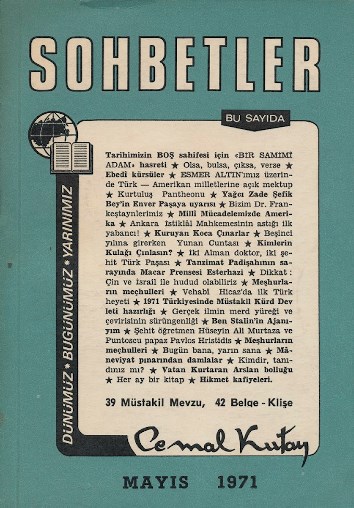 SOHBETLER
BU SAYIDA
DÜNÜMÜZ • BUGÜNÜMÜZ • YARINIMIZ
Tarihimizin BOŞ sahifesi için «BİR SAMİMİ
ADAM» hasreti ★ Olsa, bulsa, çıksa, verse ★
Ebedî kürsüler ★ ESMER ALTIN'ımız üzerin-
de Türk — Amerikan milletlerine açık mektup
★ Kurtuluş Pantheonu ★ Yağcı Zade Şefik
Bey'in Enver Paşaya uyarısı ★ Bizim Dr. Fran-
keştaynlerimiz ★ Milli Mücadelemizde Ameri-
ka ★ Ankara İstiklâl Mahkemesinin astığı ilk
yabancı! ★ Kuruyan Koca Çınarlar ★ Beşinci
yılına girerken Yunan Cuntası ★ Kimlerin
Kulağı Çınlasın? ★ İki Alman doktor, iki şe-
hit Türk Paşası ★ Tanzimat Padişahının sa-
rayında Macar Prensesi Esterhazi ★ Dikkat :
Çin ve İsrail ile hudud olabiliriz ★ Meşhurla-
rın meçhulleri ★ Vehabî Hicaz'da ilk Türk
heyeti ★ 1971 Türkiyesinde Müstakil Kürd Dev
leti hazırlığı ★ Gerçek ilmin merd yüreği ve
çevirisinin sürüngenliği ★ Ben Stalin'in Ajanı-
yım ★ Şehit öğretmen Hüseyin Ali Murtaza ve
Puntoscu papaz Pavlos Hristidis ★ Meşhurların
meçhulleri ★ Bugün bana, yarın sana ★ Mâ-
neviyat pınarından damlalar ★ Kimdir, tanı-
dınız mı? ★ Vatan Kurtaran Arslan bolluğu
★ Her ay bir kitap ★ Hikmet kafiyeleri.
39 Müstakil Mevzu, 42 Belge - Klişe
Cemal Kutay
MAYIS 1971